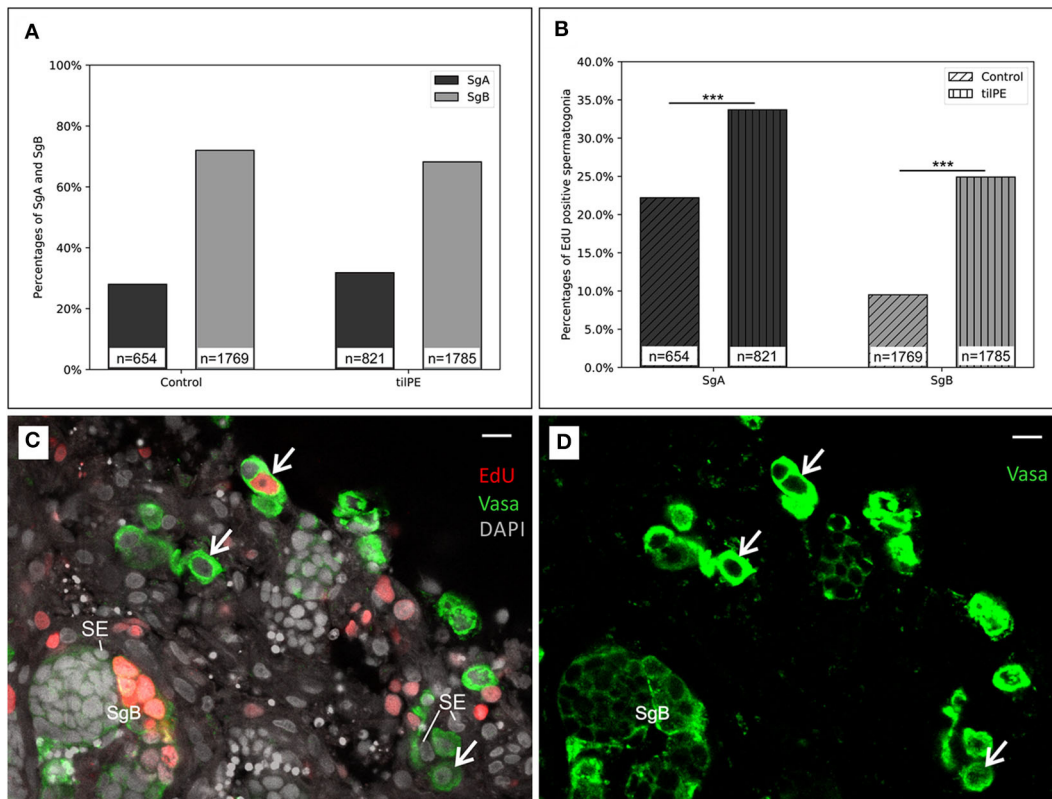 A
100%
80%
60%
40%
20%
0%
Percentages of SgA and SgB
SgA
SgB
n=654
n=1769
n=821
n=1785
Control
tilPE
B
40.0%
35.0%
30.0%
25.0%
20.0%
15.0%
10.0%
5.0%
0.0%
Percentages of EdU positive spermatogonia
Control
tilPE
***
***
n=654
n=821
n=1769
n=1785
SgA
SgB
C
EdU
Vasa
DAPI
SE
SgB
SE
D
Vasa
SgB